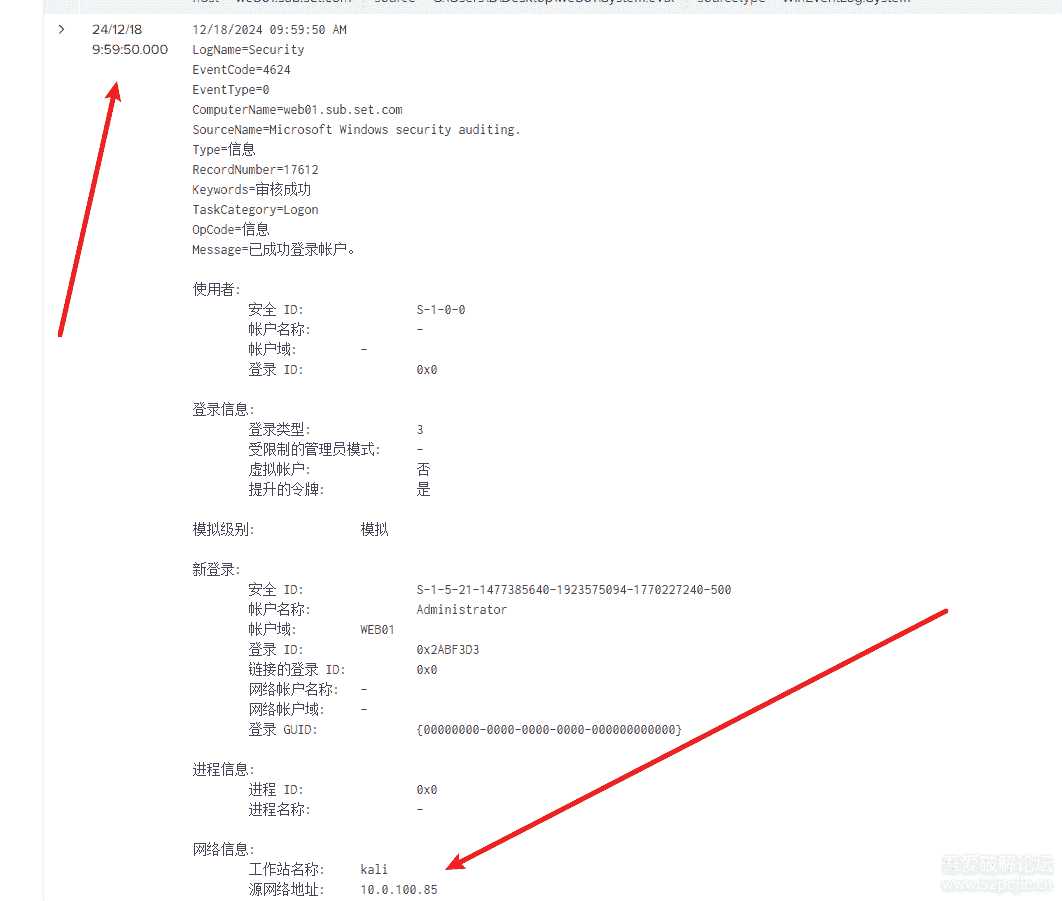 24/12/18
9:59:50.000
12/18/2024 09:59:50 AM
LogName=Security
EventCode=4624
EventType=0
ComputerName=web01.sub.set.com
SourceName=Microsoft Windows security auditing.
Type=信息
RecordNumber=17612
Keywords=审核成功
TaskCategory=Logon
OpCode=信息
Message=已成功登录帐户。
使用者:
安全 ID: S-1-0-0
帐户名称: -
帐户域: -
登录 ID: 0x0
登录信息:
登录类型: 3
受限制的管理员模式: -
虚拟帐户: 否
提升的令牌: 是
模拟级别: 模拟
新登录:
安全 ID: S-1-5-21-1477385640-1923575094-1770227240-500
帐户名称: Administrator
帐户域: WEB01
登录 ID: 0x2ABF3D3
链接的登录 ID: 0x0
网络帐户名称: -
网络帐户域: -
登录 GUID: {00000000-0000-0000-0000-000000000000}
进程信息:
进程 ID: 0x0
进程名称: -
网络信息:
工作站名称: kali
源网络地址: 10.0.100.85
吾爱破解论坛
www.52pojie.cn